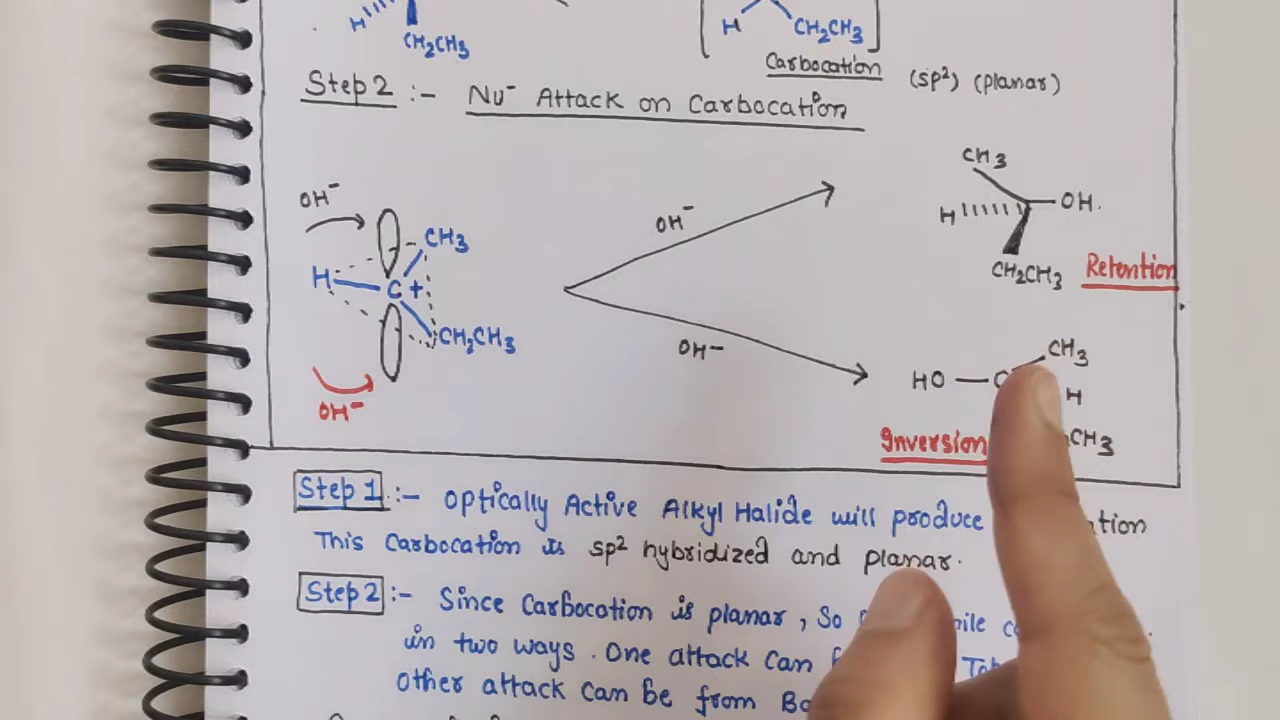 H
CH2CH3
H
CH2CH3
Carbocation (sp²) (planar)
Step 2 :- Nu⁻ Attack on Carbocation
OH⁻
CH3
H C +
CH2CH3
OH⁻
OH⁻
OH-
CH3
H OH.
CH2CH3 Retention
CH3
HO — C
H
CH3
Inversion
Step 1 :- Optically Active Alkyl Halide will produce
This Carbocation is sp² hybridized and planar.
Step 2 :- Since Carbocation is planar, So
in two ways. One attack can
other attack can be from